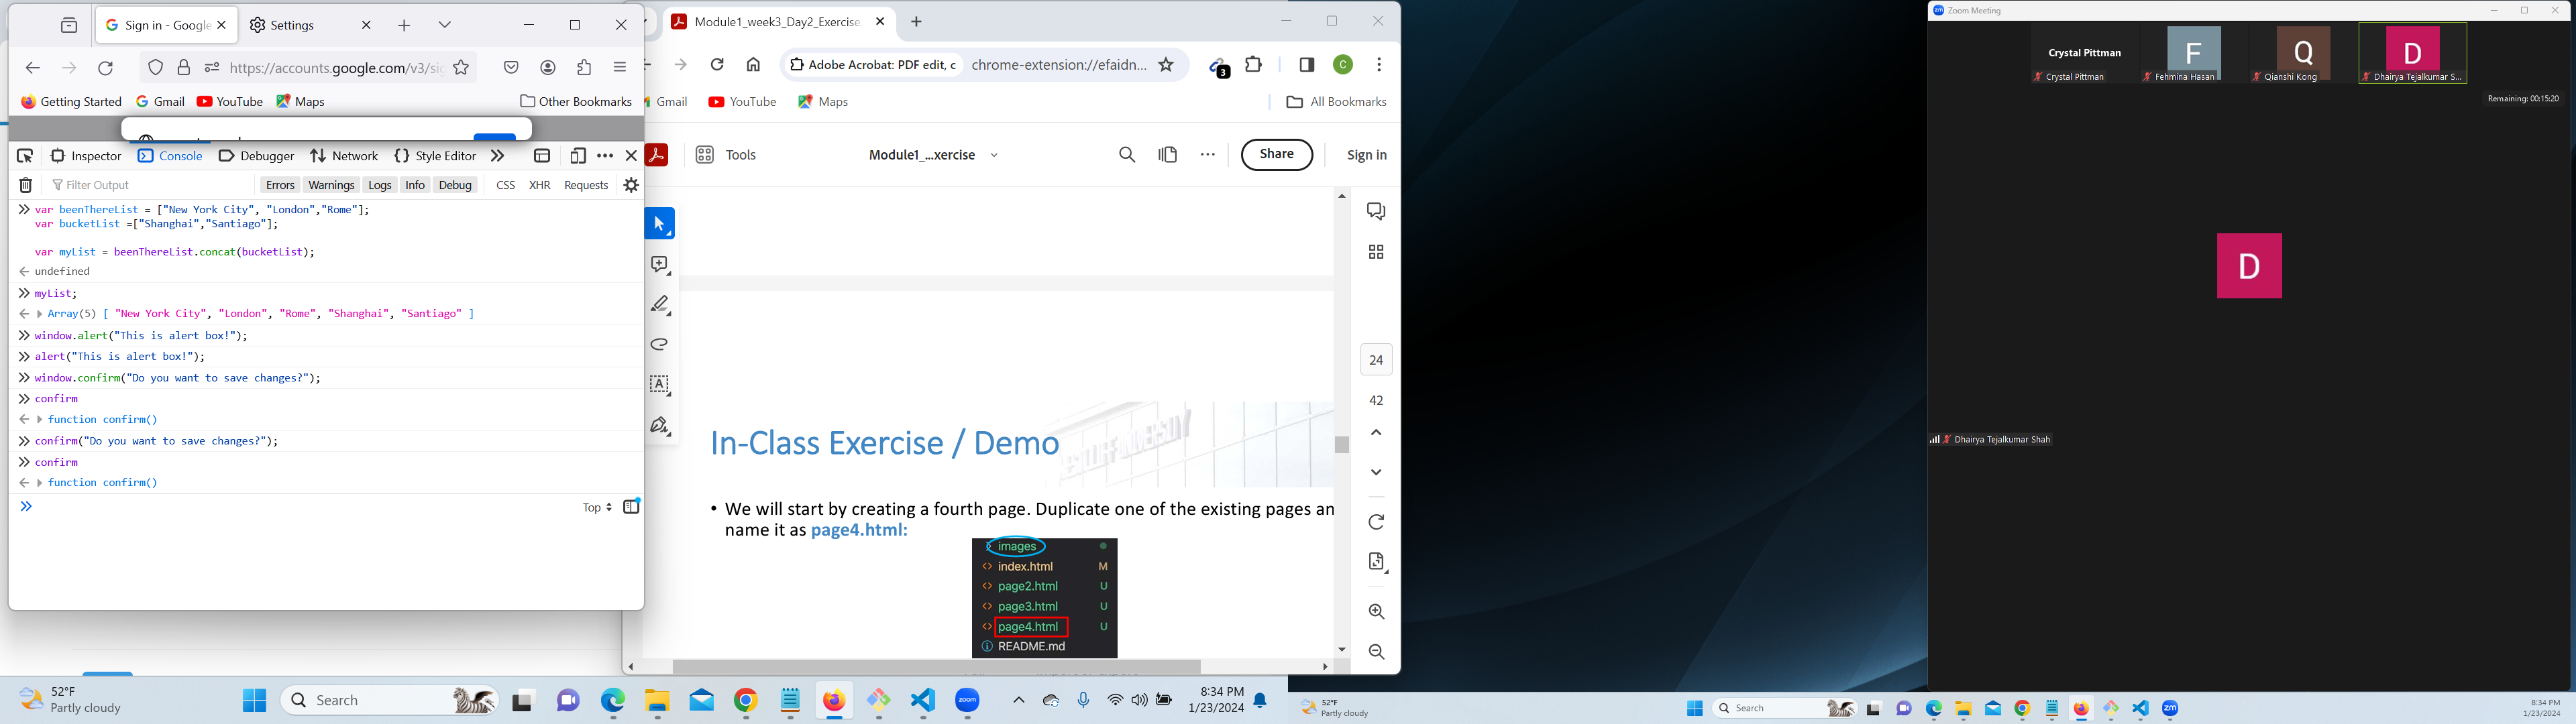 Sign in - Google
Settings
https://accounts.google.com/v3/sig
Getting Started
Gmail
YouTube
Maps
Other Bookmarks
Inspector
Console
Debugger
Network
Style Editor
Filter Output
Errors
Warnings
Logs
Info
Debug
CSS
XHR
Requests
var beenThereList = ["New York City", "London","Rome"];
var bucketList =["Shanghai","Santiago"];
var myList = beenThereList.concat(bucketList);
undefined
myList;
Array(5) [ "New York City", "London", "Rome", "Shanghai", "Santiago" ]
window.alert("This is alert box!");
alert("This is alert box!");
window.confirm("Do you want to save changes?");
confirm
function confirm()
confirm("Do you want to save changes?");
confirm
function confirm()
Top
Module1_week3_Day2_Exercise
Adobe Acrobat: PDF edit, c
chrome-extension://efaidn...
3
C
Gmail
YouTube
Maps
All Bookmarks
Tools
Module1_...xercise
Share
Sign in
24
42
In-Class Exercise / Demo
• We will start by creating a fourth page. Duplicate one of the existing pages an
name it as page4.html:
images
index.html M
page2.html U
page3.html U
page4.html U
README.md
52°F
Partly cloudy
Search
zoom
8:34 PM
1/23/2024
Zoom Meeting
Crystal Pittman
Crystal Pittman
F
Fehmina Hasan
Q
Qianshi Kong
D
Dhairya Tejalkumar S...
Remaining: 00:15:20
D
Dhairya Tejalkumar Shah
52°F
Partly cloudy
Search
zm
8:34 PM
1/23/2024